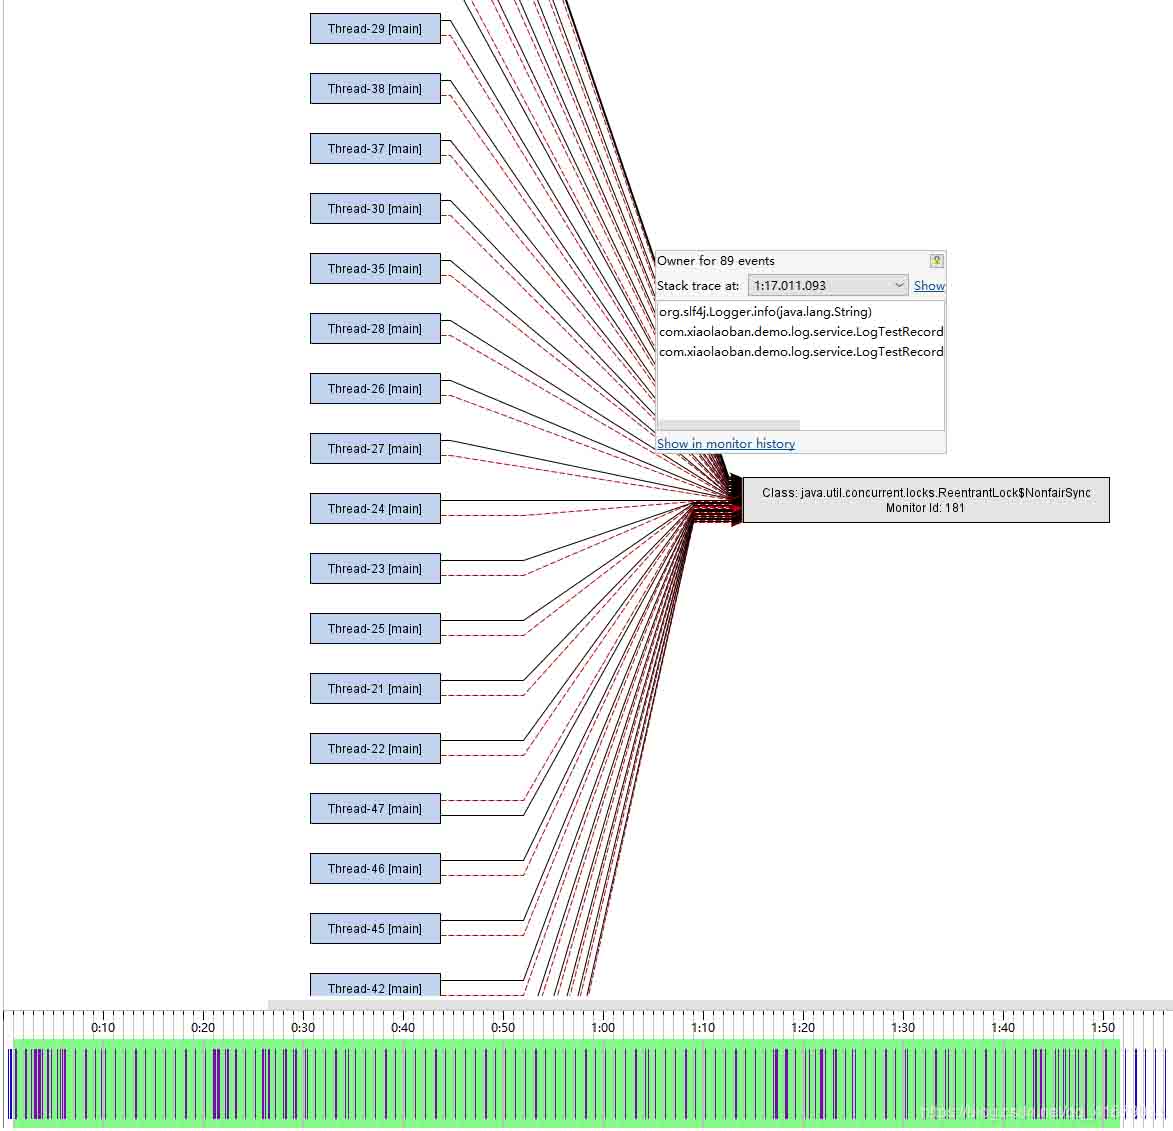 Thread-29 [main]
Thread-38 [main]
Thread-37 [main]
Thread-30 [main]
Thread-35 [main]
Thread-28 [main]
Thread-26 [main]
Thread-27 [main]
Thread-24 [main]
Thread-23 [main]
Thread-25 [main]
Thread-21 [main]
Thread-22 [main]
Thread-47 [main]
Thread-46 [main]
Thread-45 [main]
Thread-42 [main]
Owner for 89 events
Stack trace at: 1:17.011.093 Show
org.slf4j.Logger.info(java.lang.String)
com.xiaolaoban.demo.log.service.LogTestRecord
com.xiaolaoban.demo.log.service.LogTestRecord
Show in monitor history
Class: java.util.concurrent.locks.ReentrantLock$NonfairSync
Monitor Id: 181
0:10 0:20 0:30 0:40 0:50 1:00 1:10 1:20 1:30 1:40 1:50